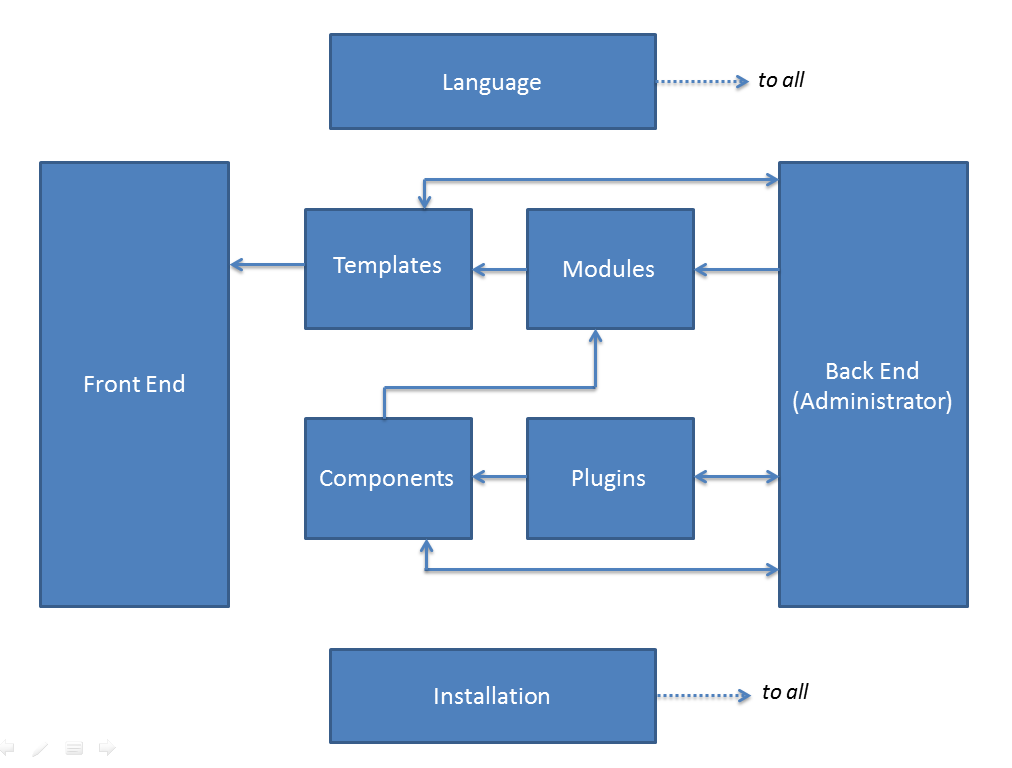 Language
to all
Templates
Modules
Front End
Back End
(Administrator)
Components
Plugins
Installation
to all